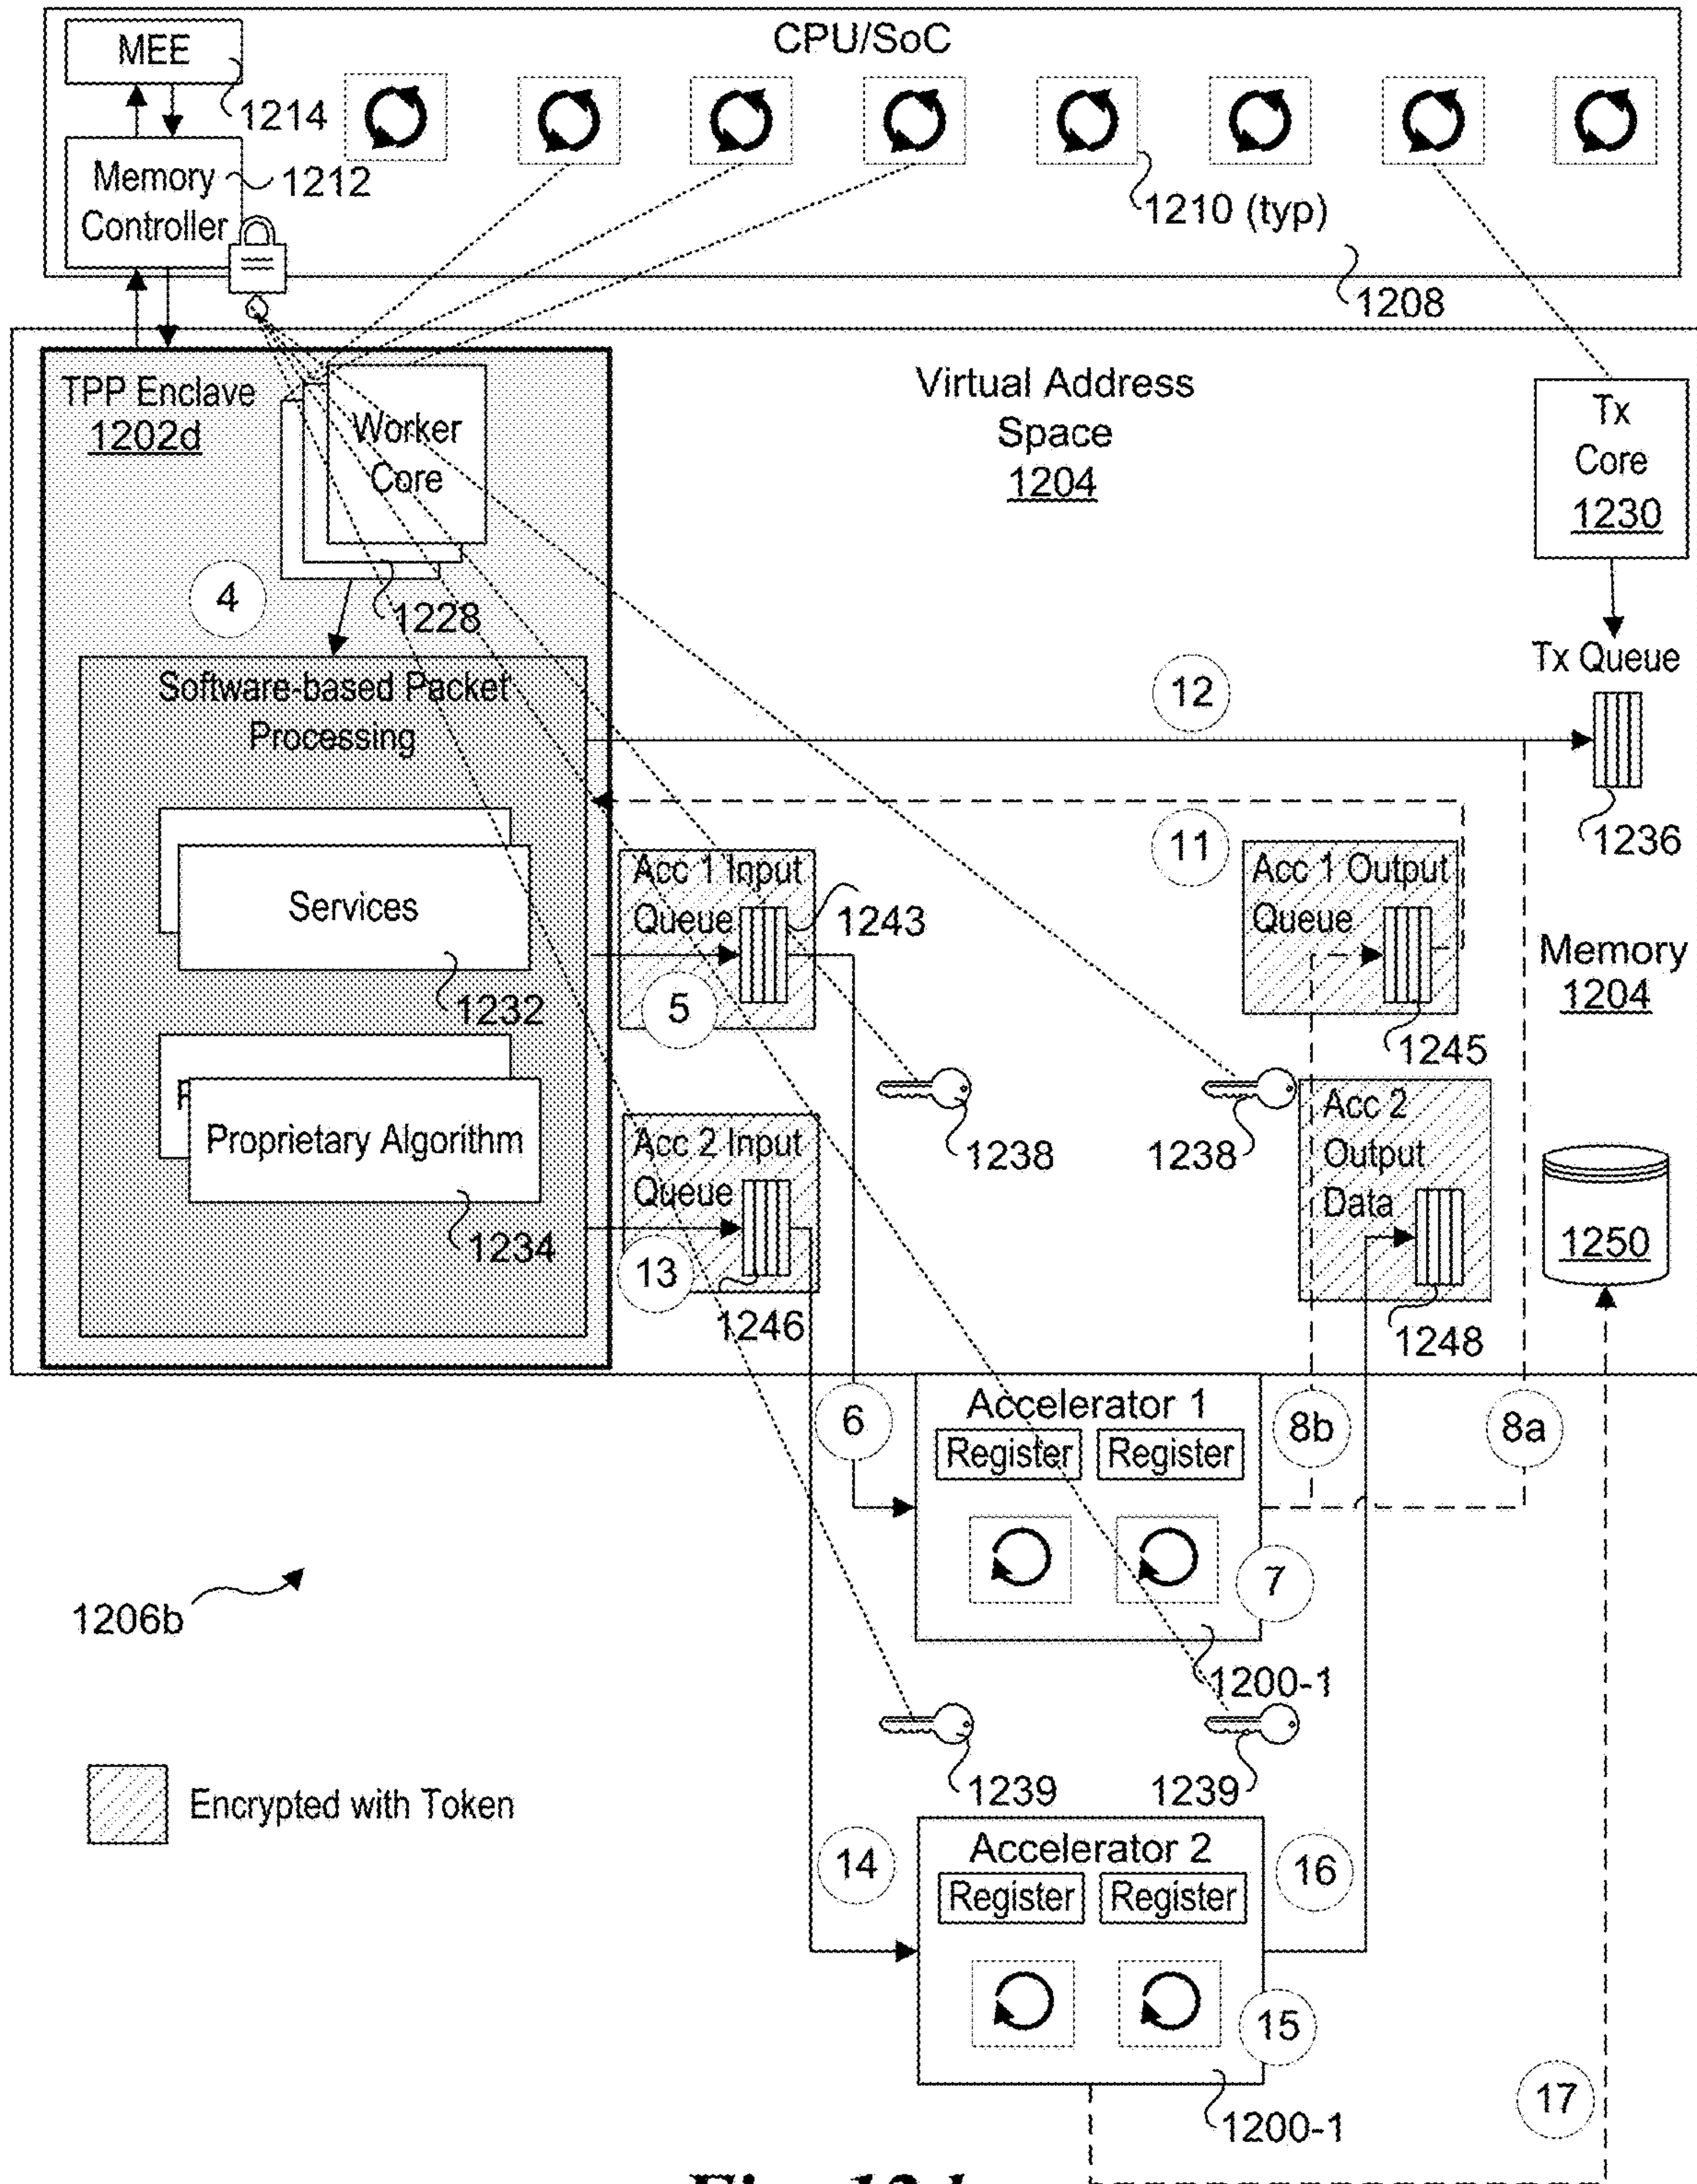 CPU/SoC
MEE
1214
Memory
Controller
1212
1210 (typ)
1208
TPP Enclave
1202d
Worker
Core
Virtual Address
Space
1204
Tx
Core
1230
4
1228
Tx Queue
Software-based Packet
Processing
12
1236
11
Acc 1 Input
Queue
1243
Acc 1 Output
Queue
Services
1232
5
Memory
1204
1245
P
Proprietary Algorithm
1234
1238
1238
Acc 2 Input
Queue
Acc 2
Output
Data
13
1246
1250
1248
6
Accelerator 1
Register
Register
8b
8a
7
1206b
1200-1
1239
1239
Encrypted with Token
14
Accelerator 2
Register
Register
16
15
17
1200-1